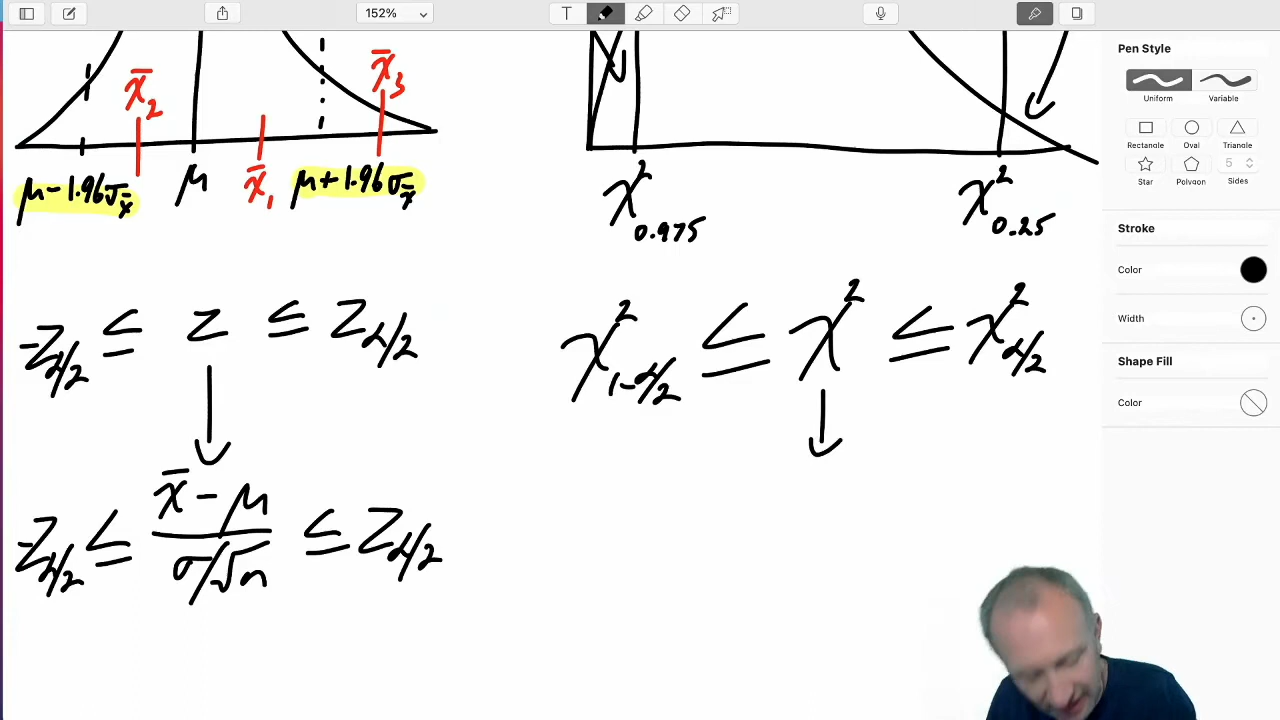 152%
T
Pen Style
Uniform
Variable
Rectangle
Oval
Triangle
Star
Polygon
5
Sides
Stroke
Color
Width
Shape Fill
Color
x̄₂
x̄₃
μ-1.96σx̄
μ
x̄₁
μ+1.96σx̄
χ²0.975
χ²0.25
-Zα/2 ≤ Z ≤ Zα/2
χ²1-α/2 ≤ χ² ≤ χ²α/2
-Zα/2 ≤ (x̄-μ)/(σ/√n) ≤ Zα/2